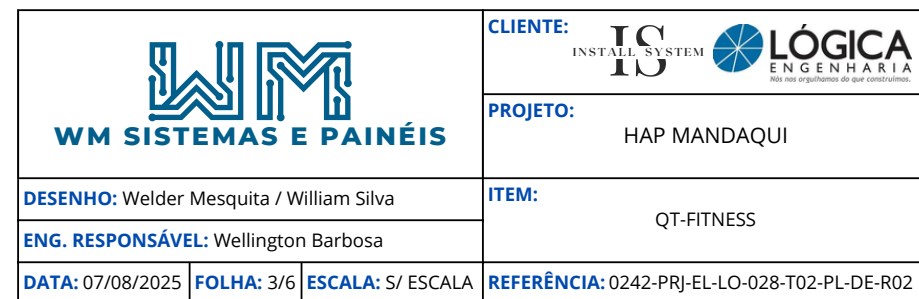 WM SISTEMAS E PAINÉIS
CLIENTE:
INSTALL SYSTEM
IS
LÓGICA
ENGENHARIA
Nós nos orgulhamos do que construímos.
PROJETO:
HAP MANDAQUI
DESENHO: Welder Mesquita / William Silva
ENG. RESPONSÁVEL: Wellington Barbosa
ITEM:
QT-FITNESS
DATA: 07/08/2025 FOLHA: 3/6 ESCALA: S/ ESCALA REFERÊNCIA: 0242-PRJ-EL-LO-028-T02-PL-DE-R02